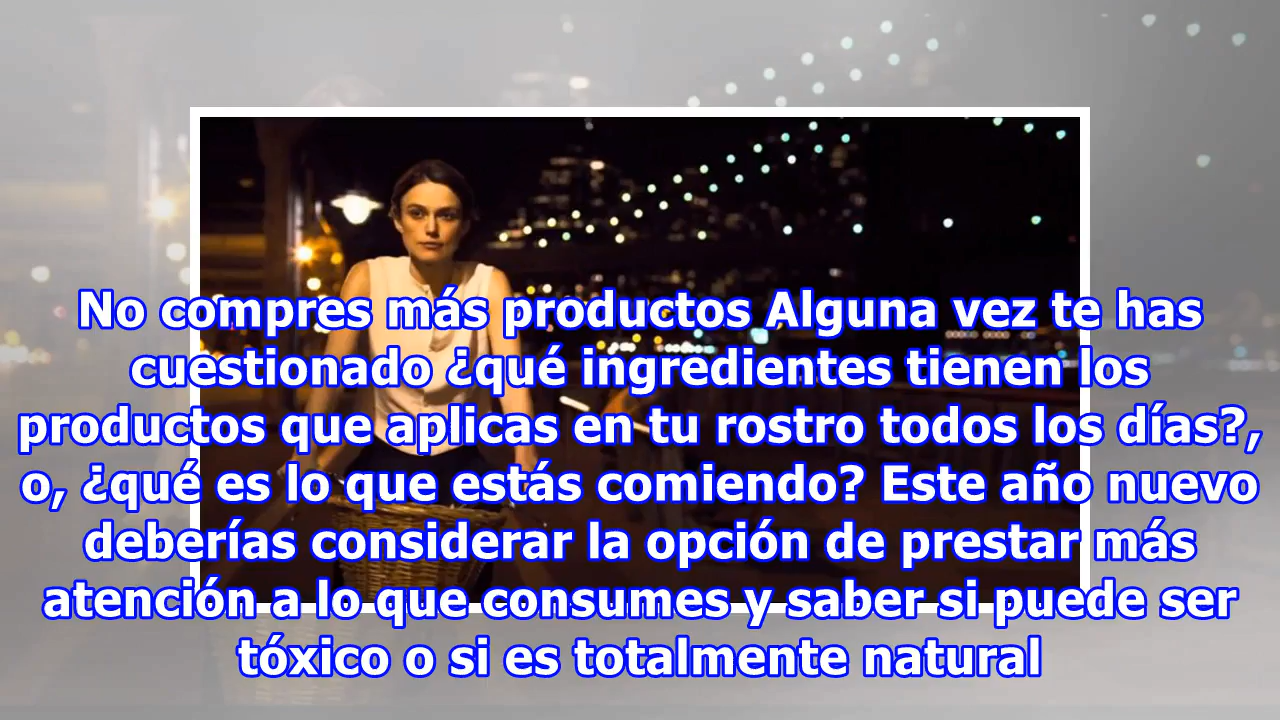 No compres más productos Alguna vez te has
cuestionado ¿qué ingredientes tienen los
productos que aplicas en tu rostro todos los días?,
o, ¿qué es lo que estás comiendo? Este año nuevo
deberías considerar la opción de prestar más
atención a lo que consumes y saber si puede ser
tóxico o si es totalmente natural